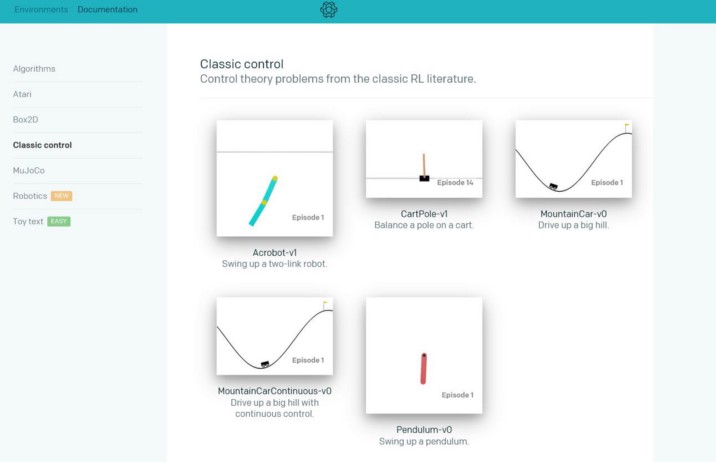 Environments Documentation
Algorithms
Atari
Box2D
Classic control
MuJoCo
Robotics NEW
Toy text EASY
Classic control
Control theory problems from the classic RL literature.
Episode 1
Acrobot-v1
Swing up a two-link robot.
Episode 14
CartPole-v1
Balance a pole on a cart.
Episode 1
MountainCar-v0
Drive up a big hill.
Episode 1
MountainCarContinuous-v0
Drive up a big hill with
continuous control.
Episode 1
Pendulum-v0
Swing up a pendulum.